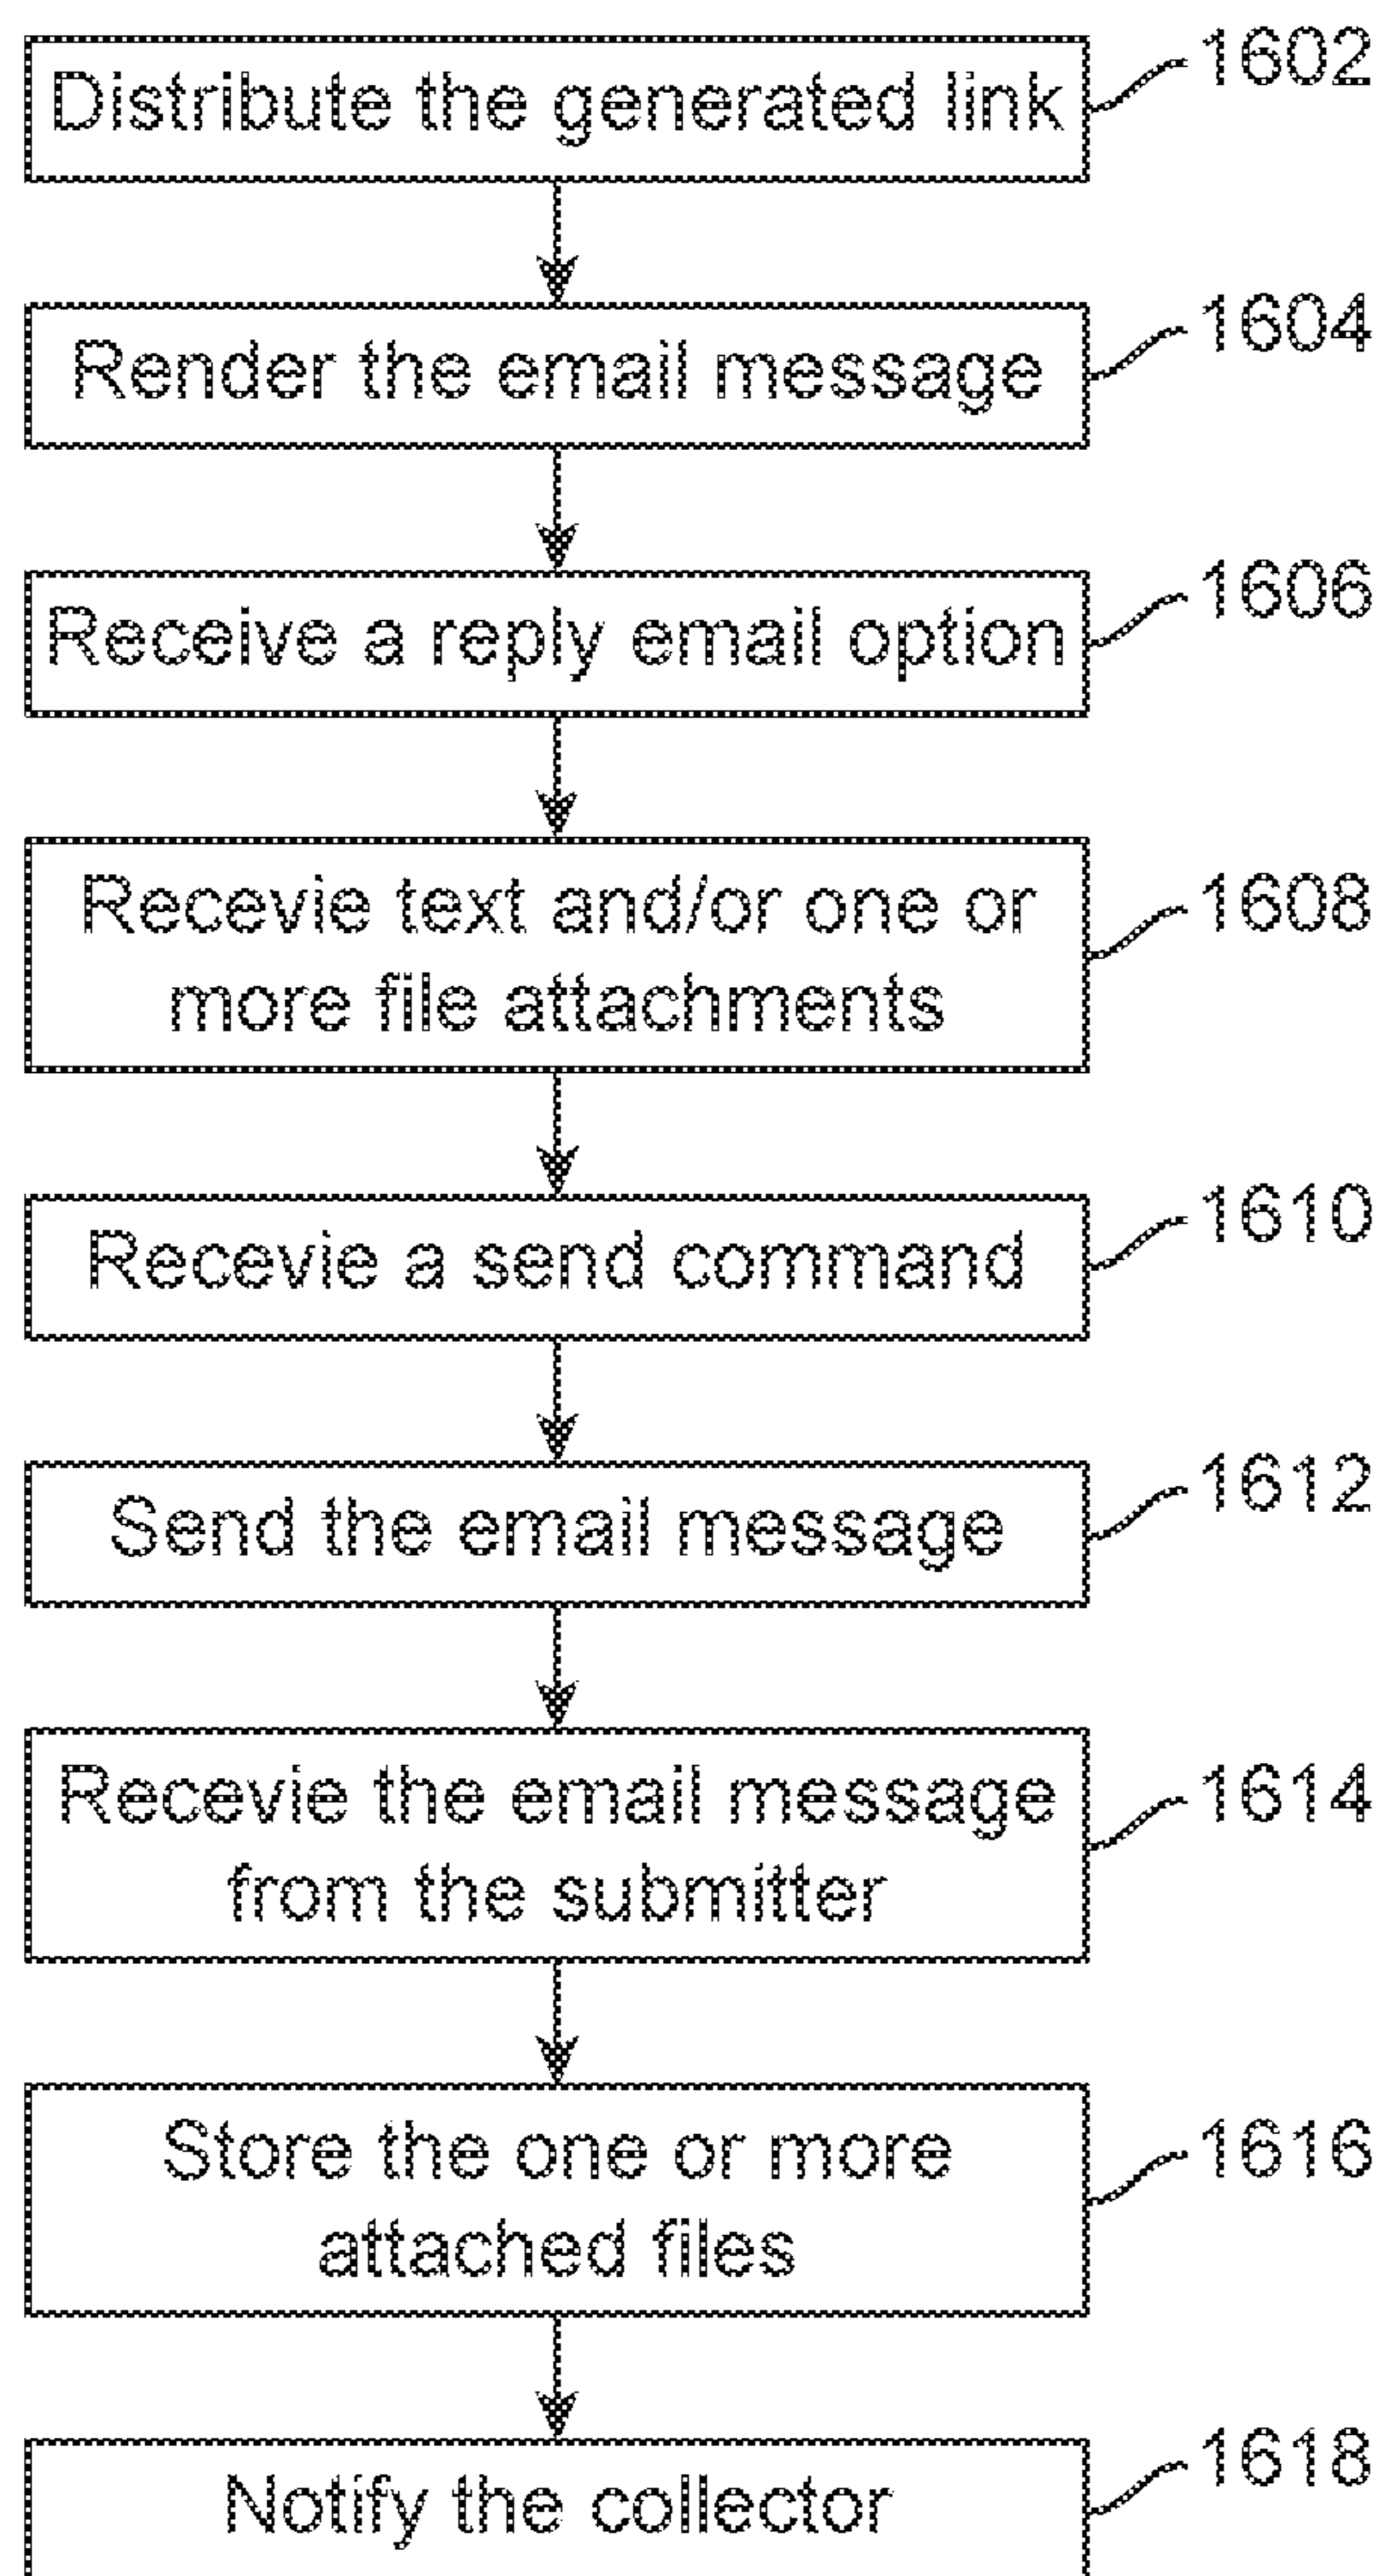 Distribute the generated link
1602
Render the email message
1604
Receive a reply email option
1606
Recevie text and/or one or
more file attachments
1608
Recevie a send command
1610
Send the email message
1612
Recevie the email message
from the submitter
1614
Store the one or more
attached files
1616
Notify the collector
1618